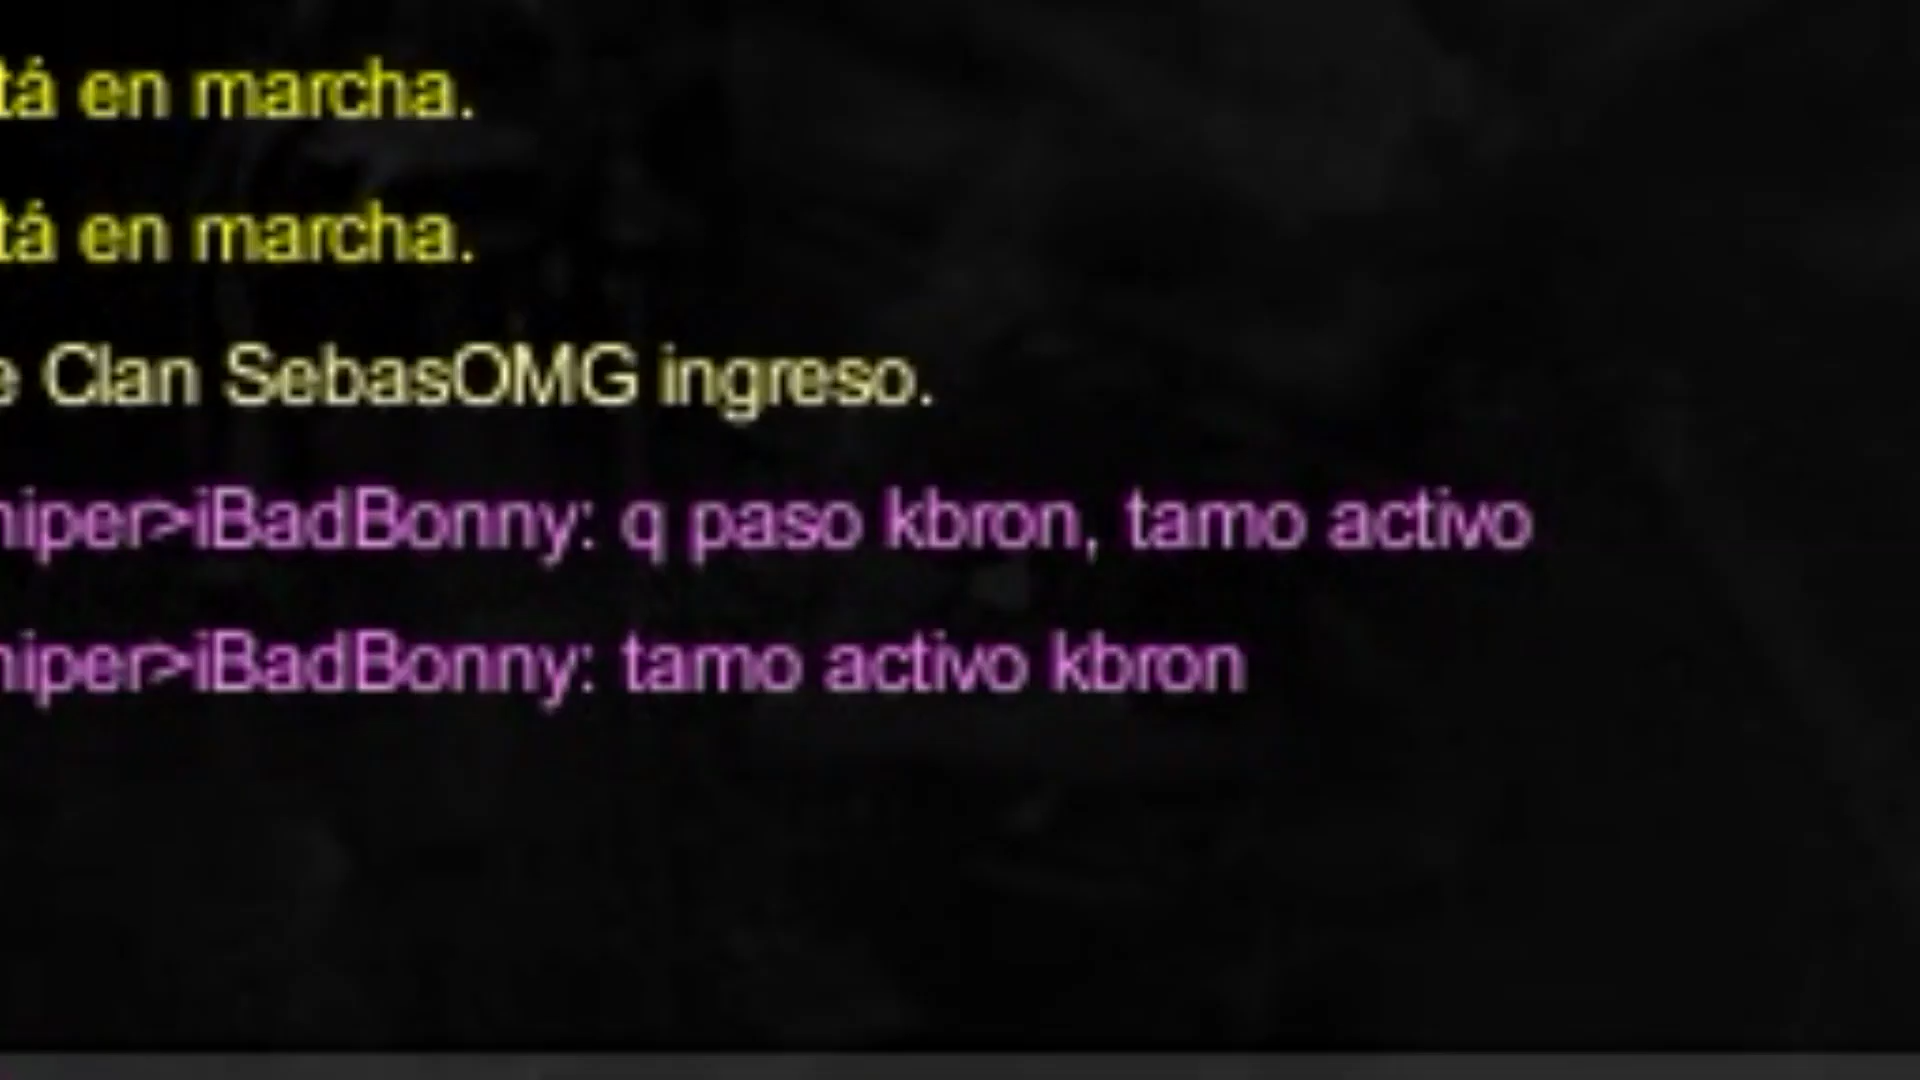 tá en marcha.
tá en marcha.
e Clan SebasOMG ingreso.
niper>iBadBonny: q paso kbron, tamo activo
niper>iBadBonny: tamo activo kbron